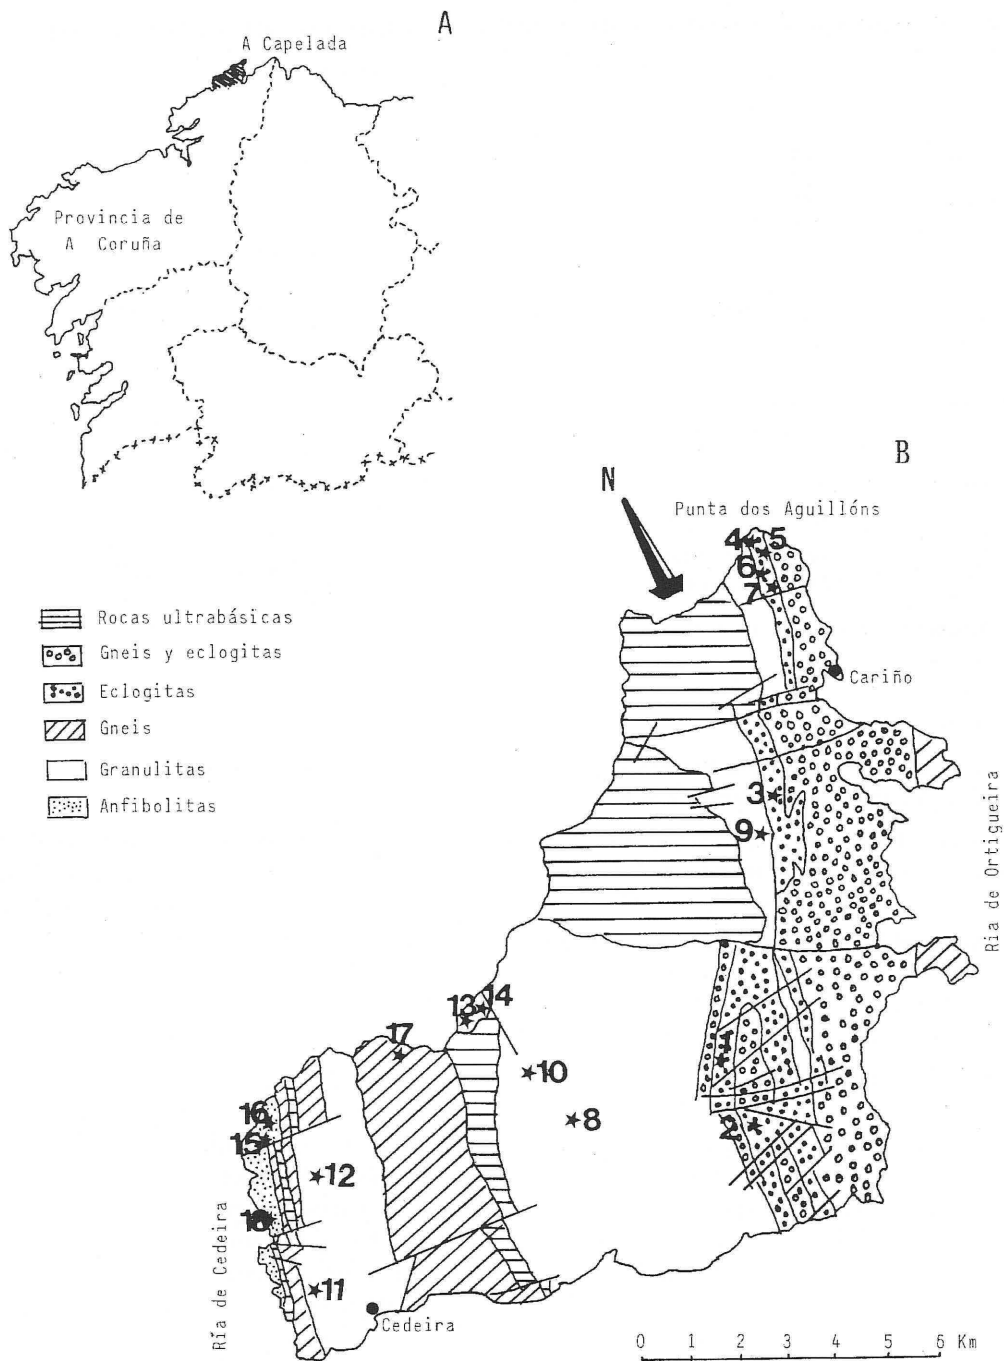 A
A Capelada
Provincia de
A Coruña
B
N
Punta dos Aguillóns
4
5
6
7
Rocas ultrabásicas
Gneis y eclogitas
Eclogitas
Gneis
Granulitas
Anfibolitas
Cariño
3
9
Ría de Ortigueira
13
14
17
10
1
8
2
16
15
12
18
11
Ría de Cedeira
Cedeira
0 1 2 3 4 5 6 Km